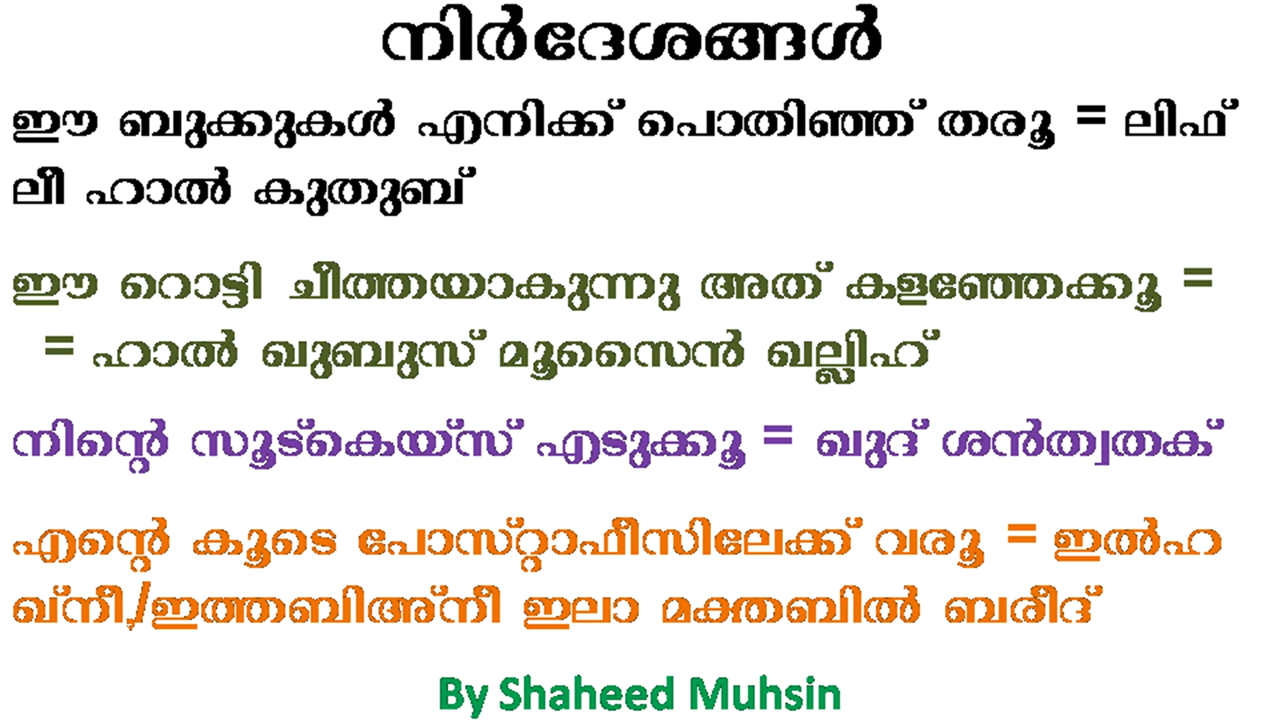 നിർദേശങ്ങൾ
ഈ ബുക്കുകൾ എനിക്ക് പൊതിഞ്ഞ് തരൂ = ലിഫ്
ലീ ഹാൽ കുതുബ്
ഈ റൊട്ടി ചീത്തയാകുന്നു അത് കളഞ്ഞേക്കൂ =
= ഹാൽ ഖുബുസ് മൂസൈൻ ഖല്ലിഹ്
നിന്റെ സൂട്കെയ്സ് എടുക്കൂ = ഖുദ് ശൻത്വതക്
എന്റെ കൂടെ പോസ്റ്റാഫീസിലേക്ക് വരൂ = ഇൽഹ
ഖ്നീ,/ഇത്തബിഅ്നീ ഇലാ മക്തബിൽ ബരീദ്
By Shaheed Muhsin